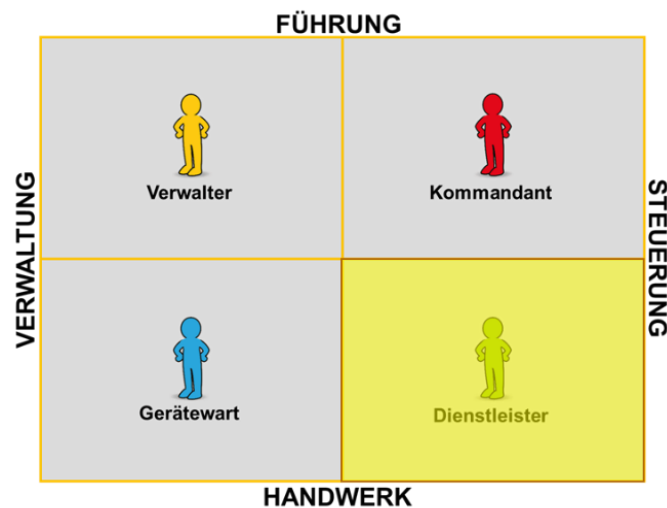 FÜHRUNG
VERWALTUNG
Verwalter
Kommandant
STEUERUNG
Gerätewart
Dienstleister
HANDWERK